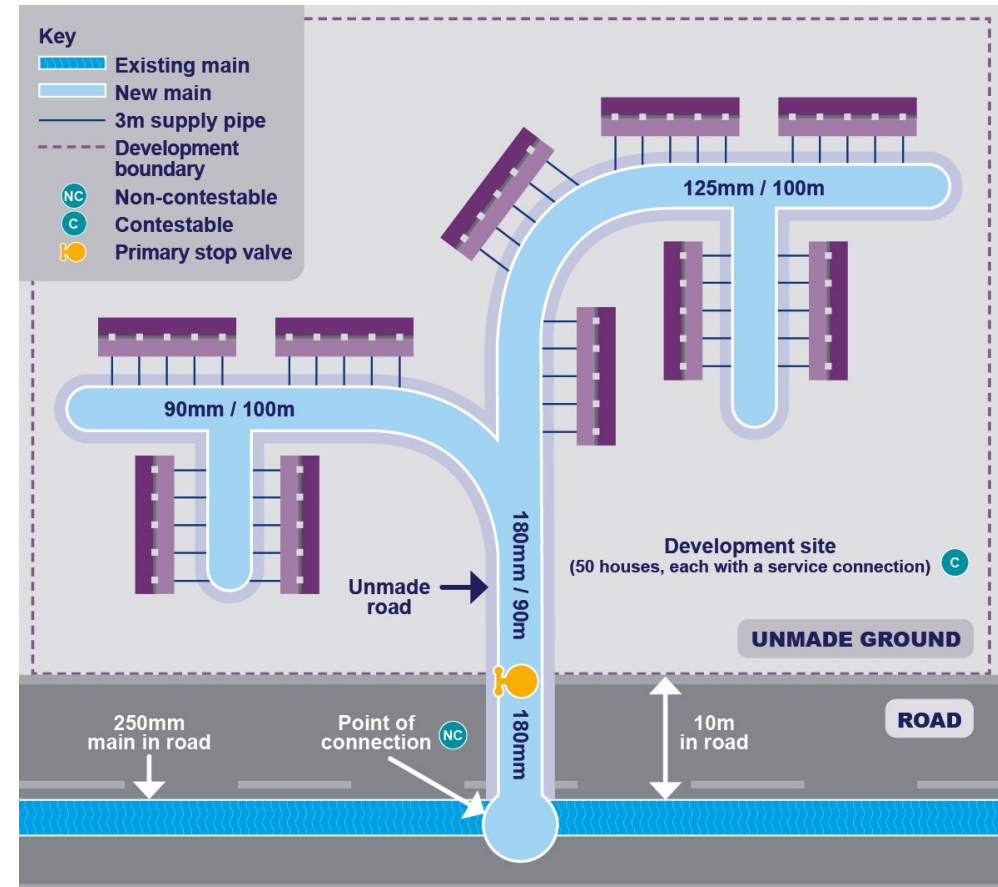 Key
Existing main
New main
3m supply pipe
Development
boundary
NC
Non-contestable
C
Contestable
Primary stop valve
125mm / 100m
90mm / 100m
180mm / 90m
Unmade
road
Development site
(50 houses, each with a service connection)
C
UNMADE GROUND
250mm
main in road
Point of
connection
NC
180mm
10m
in road
ROAD